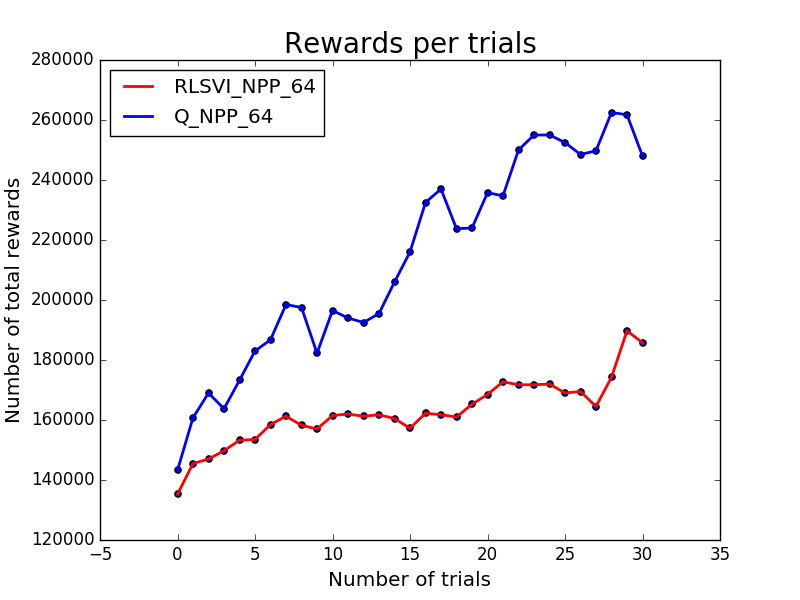 Rewards per trials
RLSVI_NPP_64
Q_NPP_64
280000
260000
240000
220000
200000
180000
160000
140000
120000
Number of total rewards
−5 0 5 10 15 20 25 30 35
Number of trials